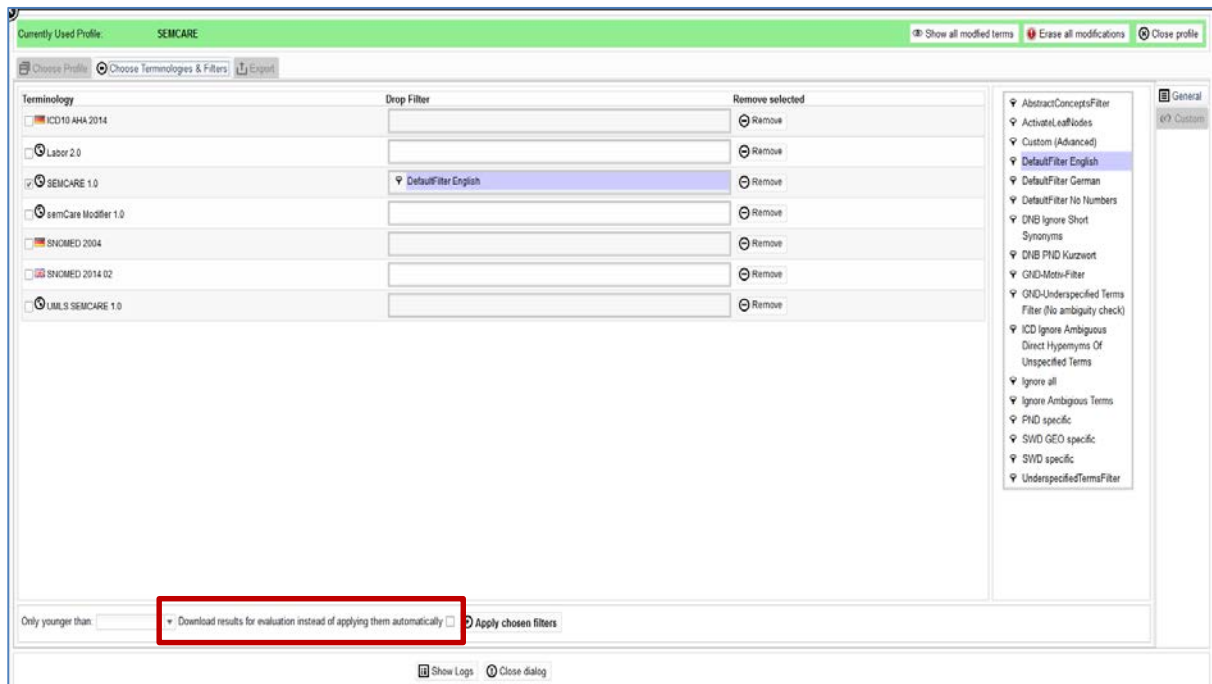 Currently Used Profile: SEMCARE Show all modfied terms Erase all modifications Close profile
Choose Profile Choose Terminologies & Filters Export
Terminology Drop Filter Remove selected
ICD10 AHA 2014 Remove
Labor 2.0 Remove
SEMCARE 1.0 DefaultFilter English Remove
semCare Modifier 1.0 Remove
SNOMED 2004 Remove
SNOMED 2014 02 Remove
UMLS SEMCARE 1.0 Remove
AbstractConceptsFilter
ActivateLeafNodes
Custom (Advanced)
DefaultFilter English
DefaultFilter German
DefaultFilter No Numbers
DNB Ignore Short
Synonyms
DNB PND Kurzwort
GND-Motiv-Filter
GND-Underspecified Terms
Filter (No ambiguity check)
ICD Ignore Ambiguous
Direct Hypernyms Of
Unspecified Terms
Ignore all
Ignore Ambigious Terms
PND specific
SWD GEO specific
SWD specific
UnderspecifiedTermsFilter
General
Custom
Only younger than: Download results for evaluation instead of applying them automatically Apply chosen filters
Show Logs Close dialog